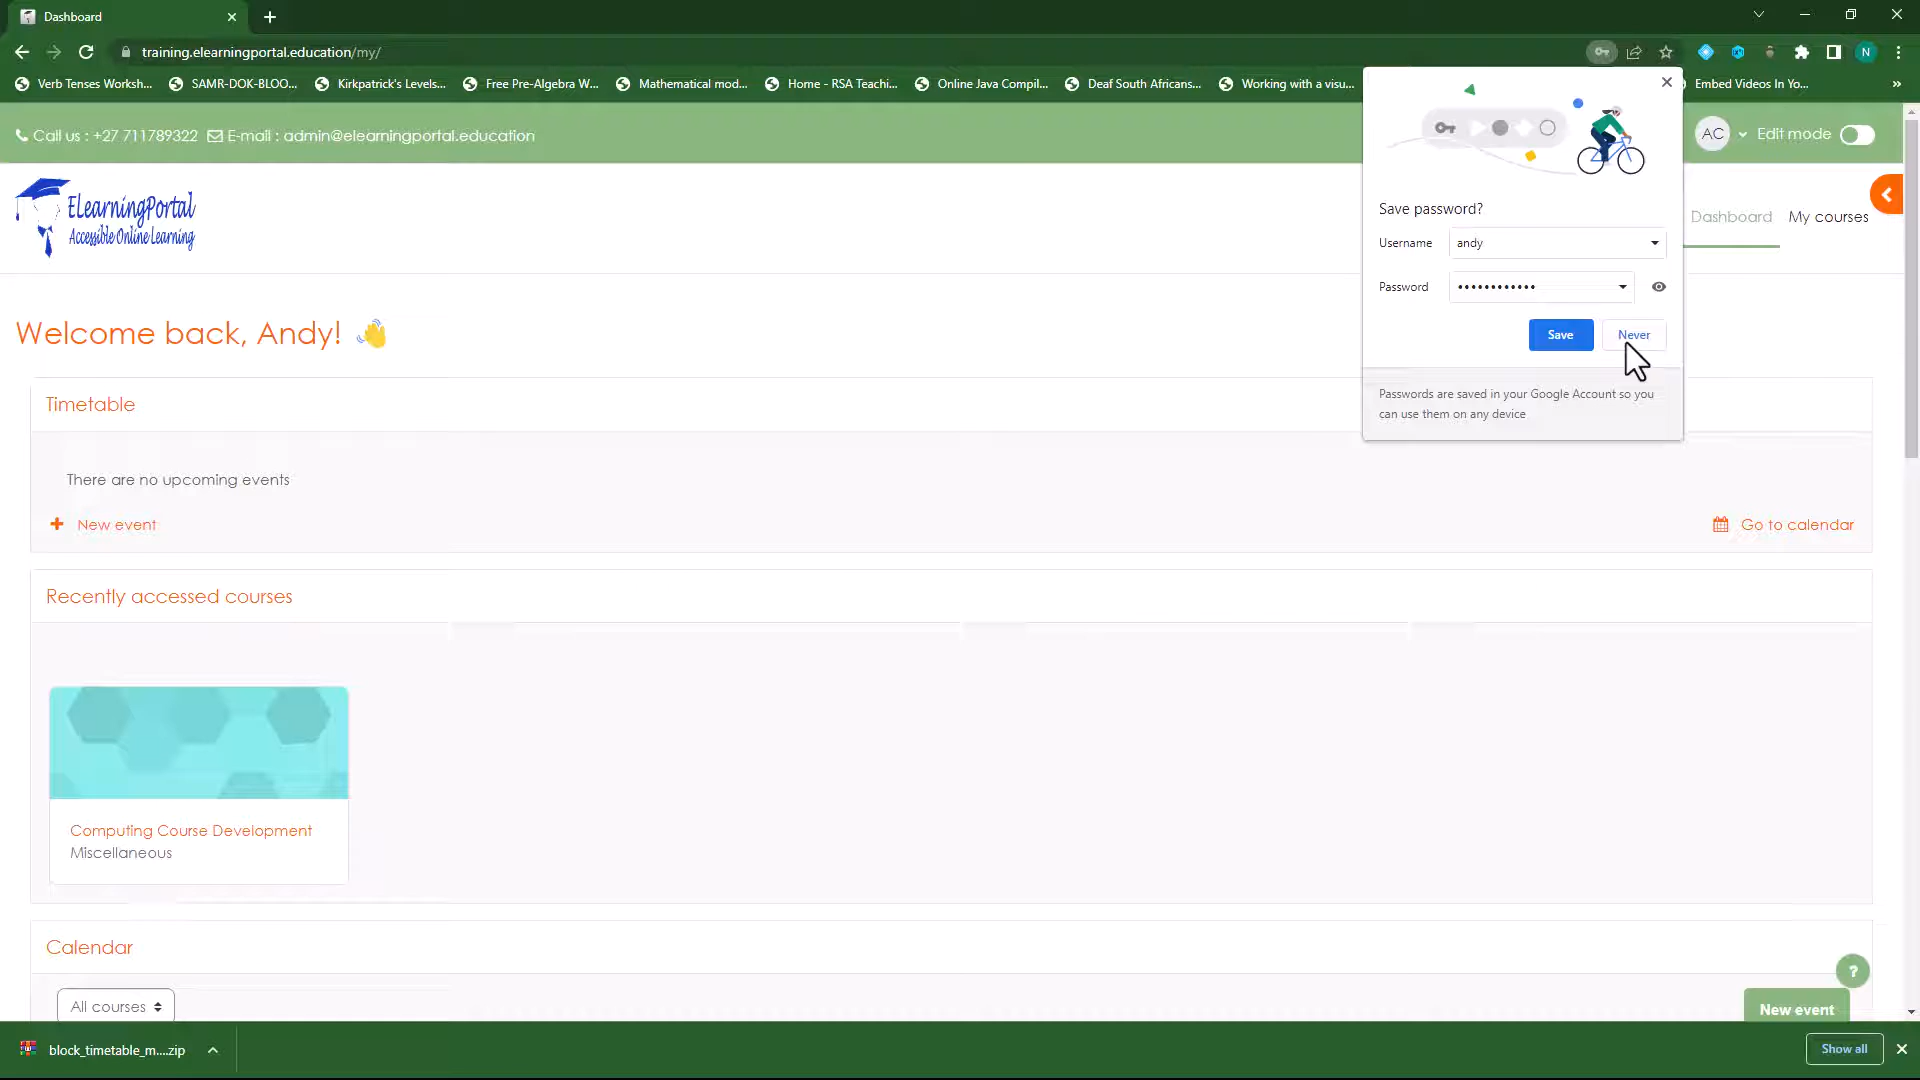 Dashboard
training.elearningportal.education/my/
N
Verb Tenses Worksh...
SAMR-DOK-BLOO...
Kirkpatrick's Levels...
Free Pre-Algebra W...
Mathematical mod...
Home - RSA Teachi...
Online Java Compil...
Deaf South Africans...
Working with a visu...
Embed Videos In Yo...
»
Call us : +27 711789322
E-mail : admin@elearningportal.education
AC
Edit mode
ElearningPortal
Accessible Online Learning
Dashboard
My courses
Save password?
Username
andy
Password
••••••••••••
Save
Never
Passwords are saved in your Google Account so you
can use them on any device
Welcome back, Andy! 👋
Timetable
There are no upcoming events
New event
Go to calendar
Recently accessed courses
Computing Course Development
Miscellaneous
Calendar
?
All courses
New event
block_timetable_m....zip
Show all